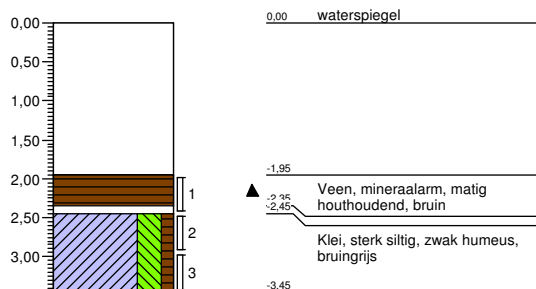 0,00
0,50
1,00
1,50
2,00
2,50
3,00
1
2
3
0,00 waterspiegel
-1,95
Veen, mineraalarm, matig
houthoudend, bruin
-2,35
-2,45
Klei, sterk siltig, zwak humeus,
bruingrijs
-3,45